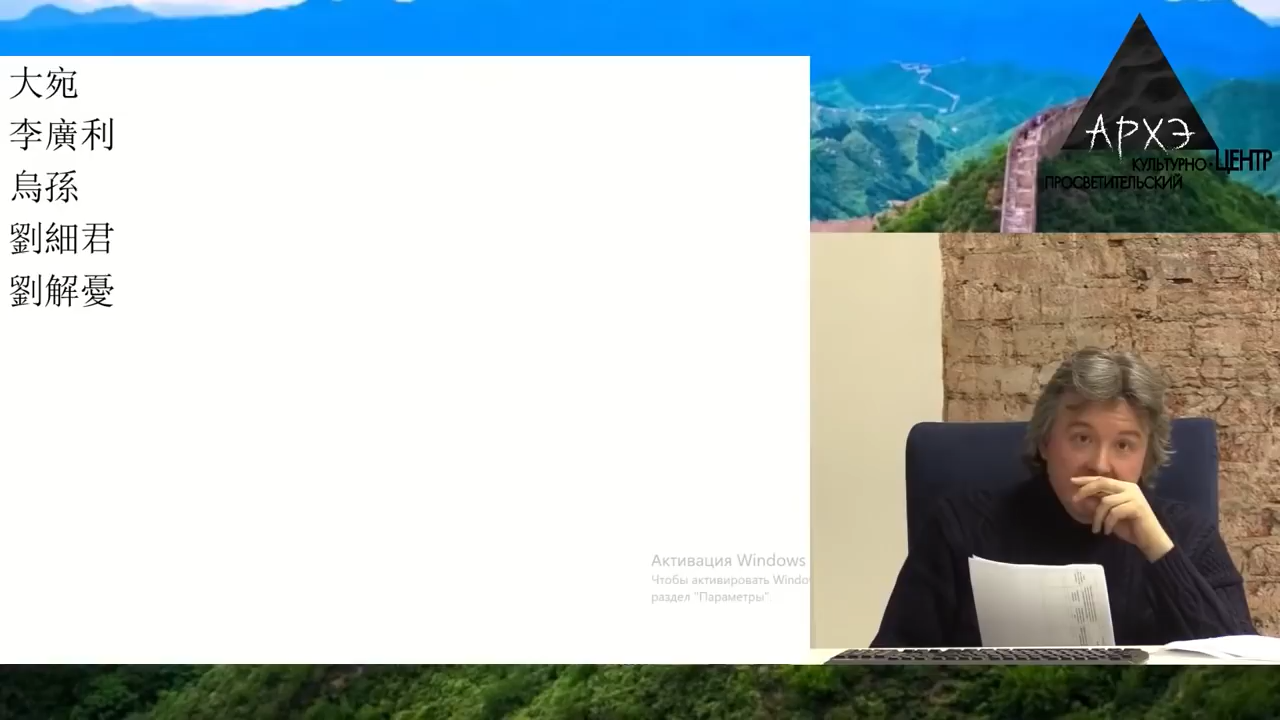 大宛
李廣利
烏孫
劉細君
劉解憂
АРХЭ
КУЛЬТУРНО-ЦЕНТР
ПРОСВЕТИТЕЛЬСКИЙ
Активация Windows
Чтобы активировать Windo
раздел "Параметры"